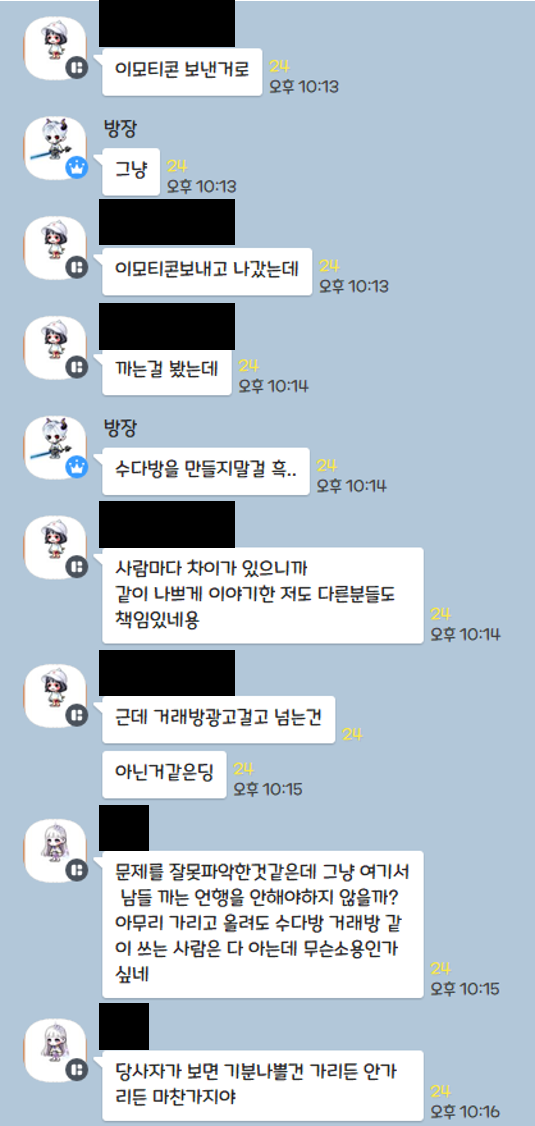 이모티콘 보낸거로
24
오후 10:13
방장
그냥
24
오후 10:13
이모티콘보내고 나갔는데
24
오후 10:13
까는걸 봤는데
24
오후 10:14
방장
수다방을 만들지말걸 흑..
24
오후 10:14
사람마다 차이가 있으니까
같이 나쁘게 이야기한 저도 다른분들도
책임있네용
24
오후 10:14
근데 거래방광고걸고 넘는건
24
아닌거같은딩
24
오후 10:15
문제를 잘못파악한것같은데 그냥 여기서
남들 까는 언행을 안해야하지 않을까?
아무리 가리고 올려도 수다방 거래방 같
이 쓰는 사람은 다 아는데 무슨소용인가
싶네
24
오후 10:15
당사자가 보면 기분나쁠건 가리든 안가
리든 마찬가지야
24
오후 10:16